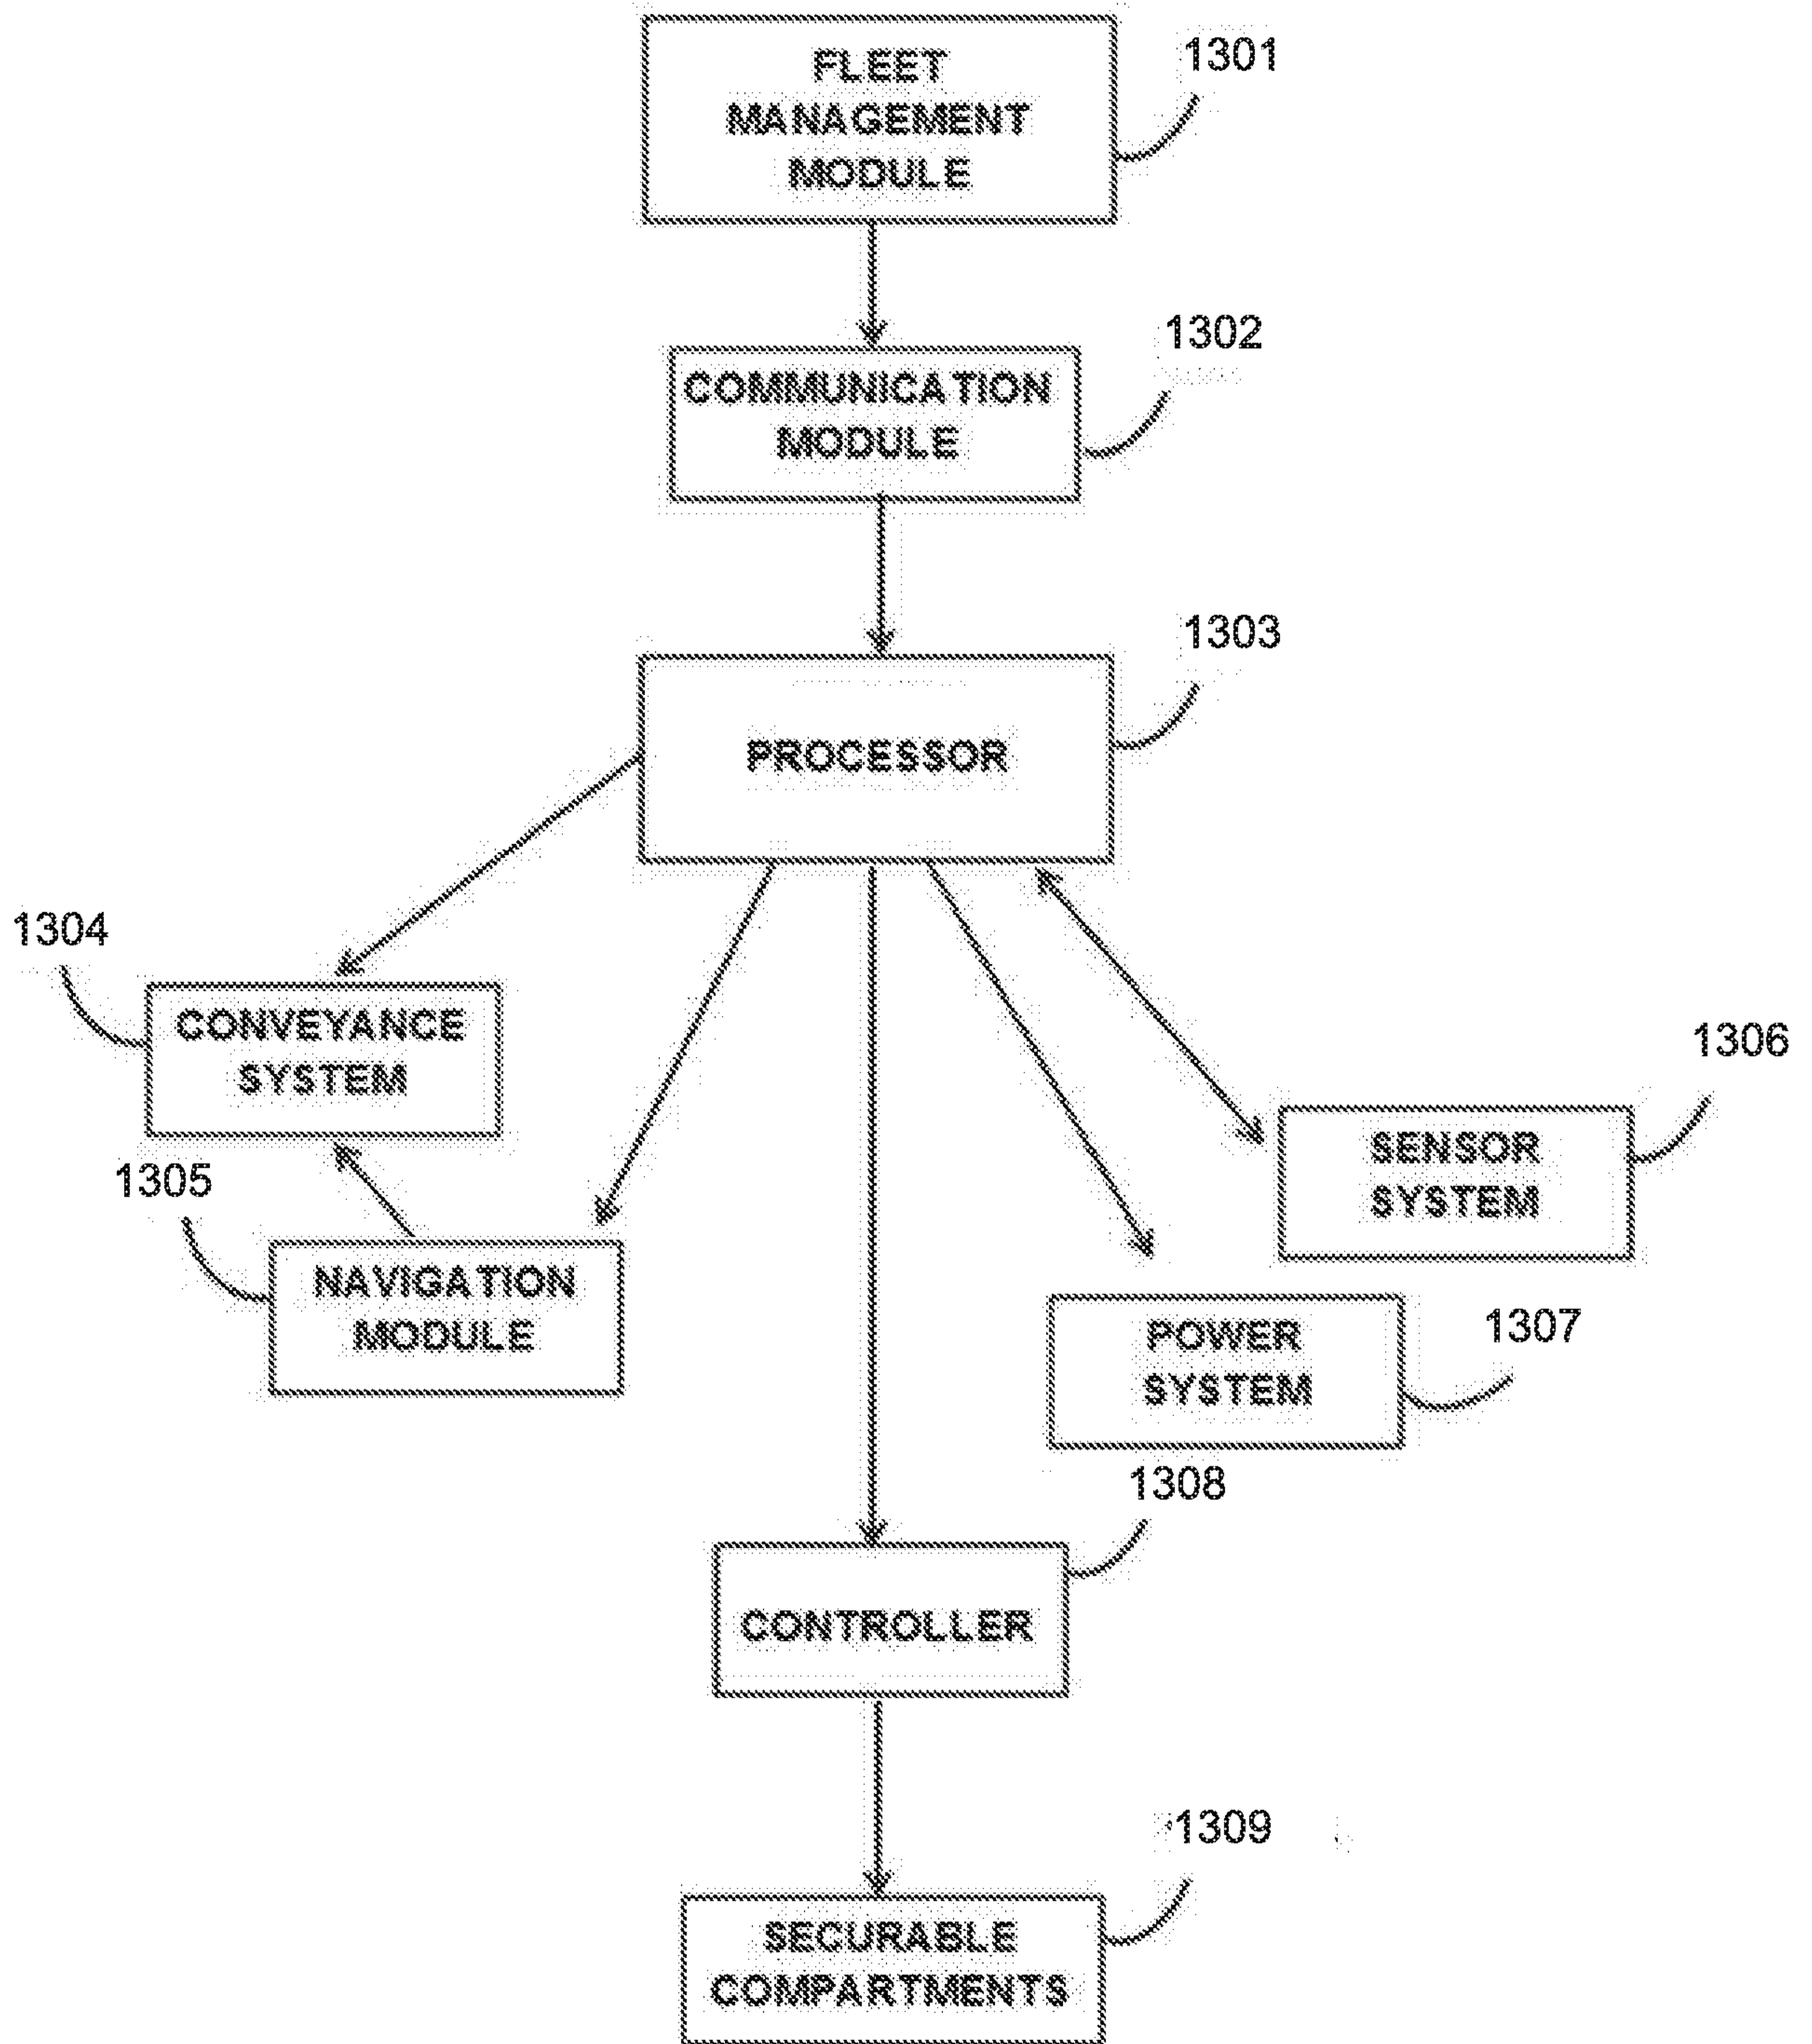 FLEET
MANAGEMENT
MODULE
1301
1302
COMMUNICATION
MODULE
1303
PROCESSOR
1304
CONVEYANCE
SYSTEM
1305
NAVIGATION
MODULE
1306
SENSOR
SYSTEM
1307
POWER
SYSTEM
1308
CONTROLLER
1309
SECURABLE
COMPARTMENTS